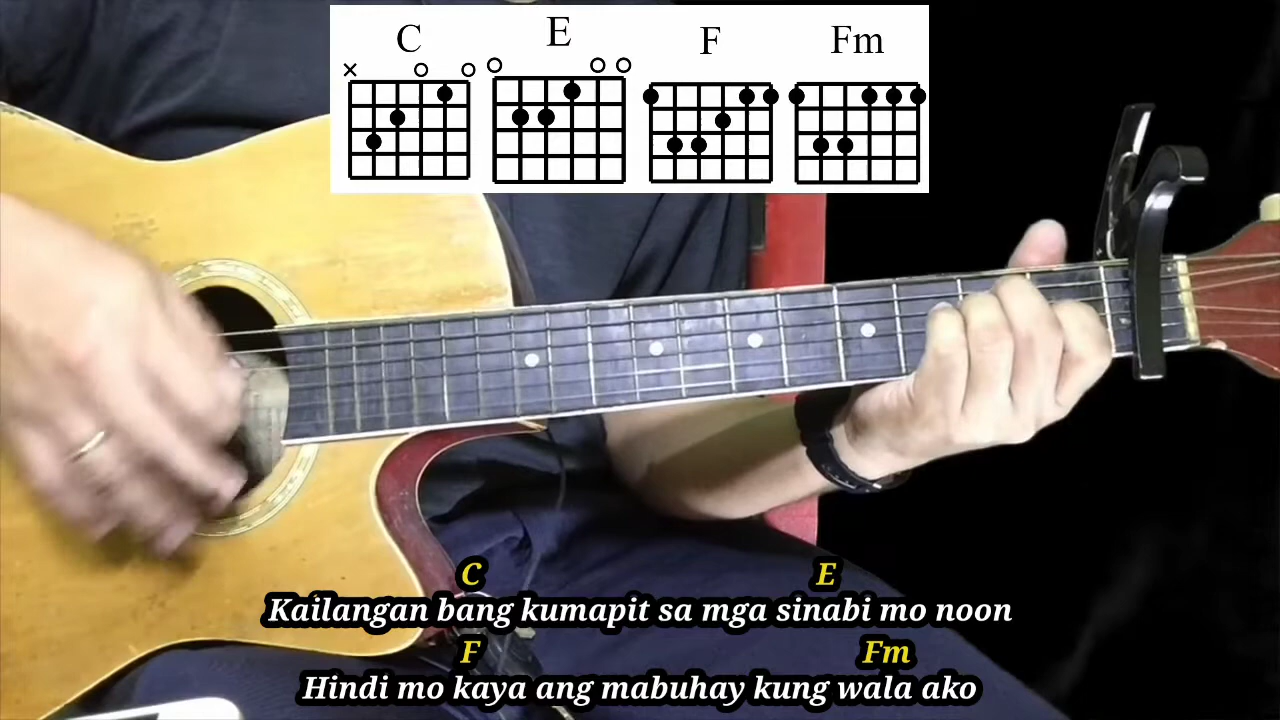 C E F Fm
C E
Kailangan bang kumapit sa mga sinabi mo noon
F Fm
Hindi mo kaya ang mabuhay kung wala ako